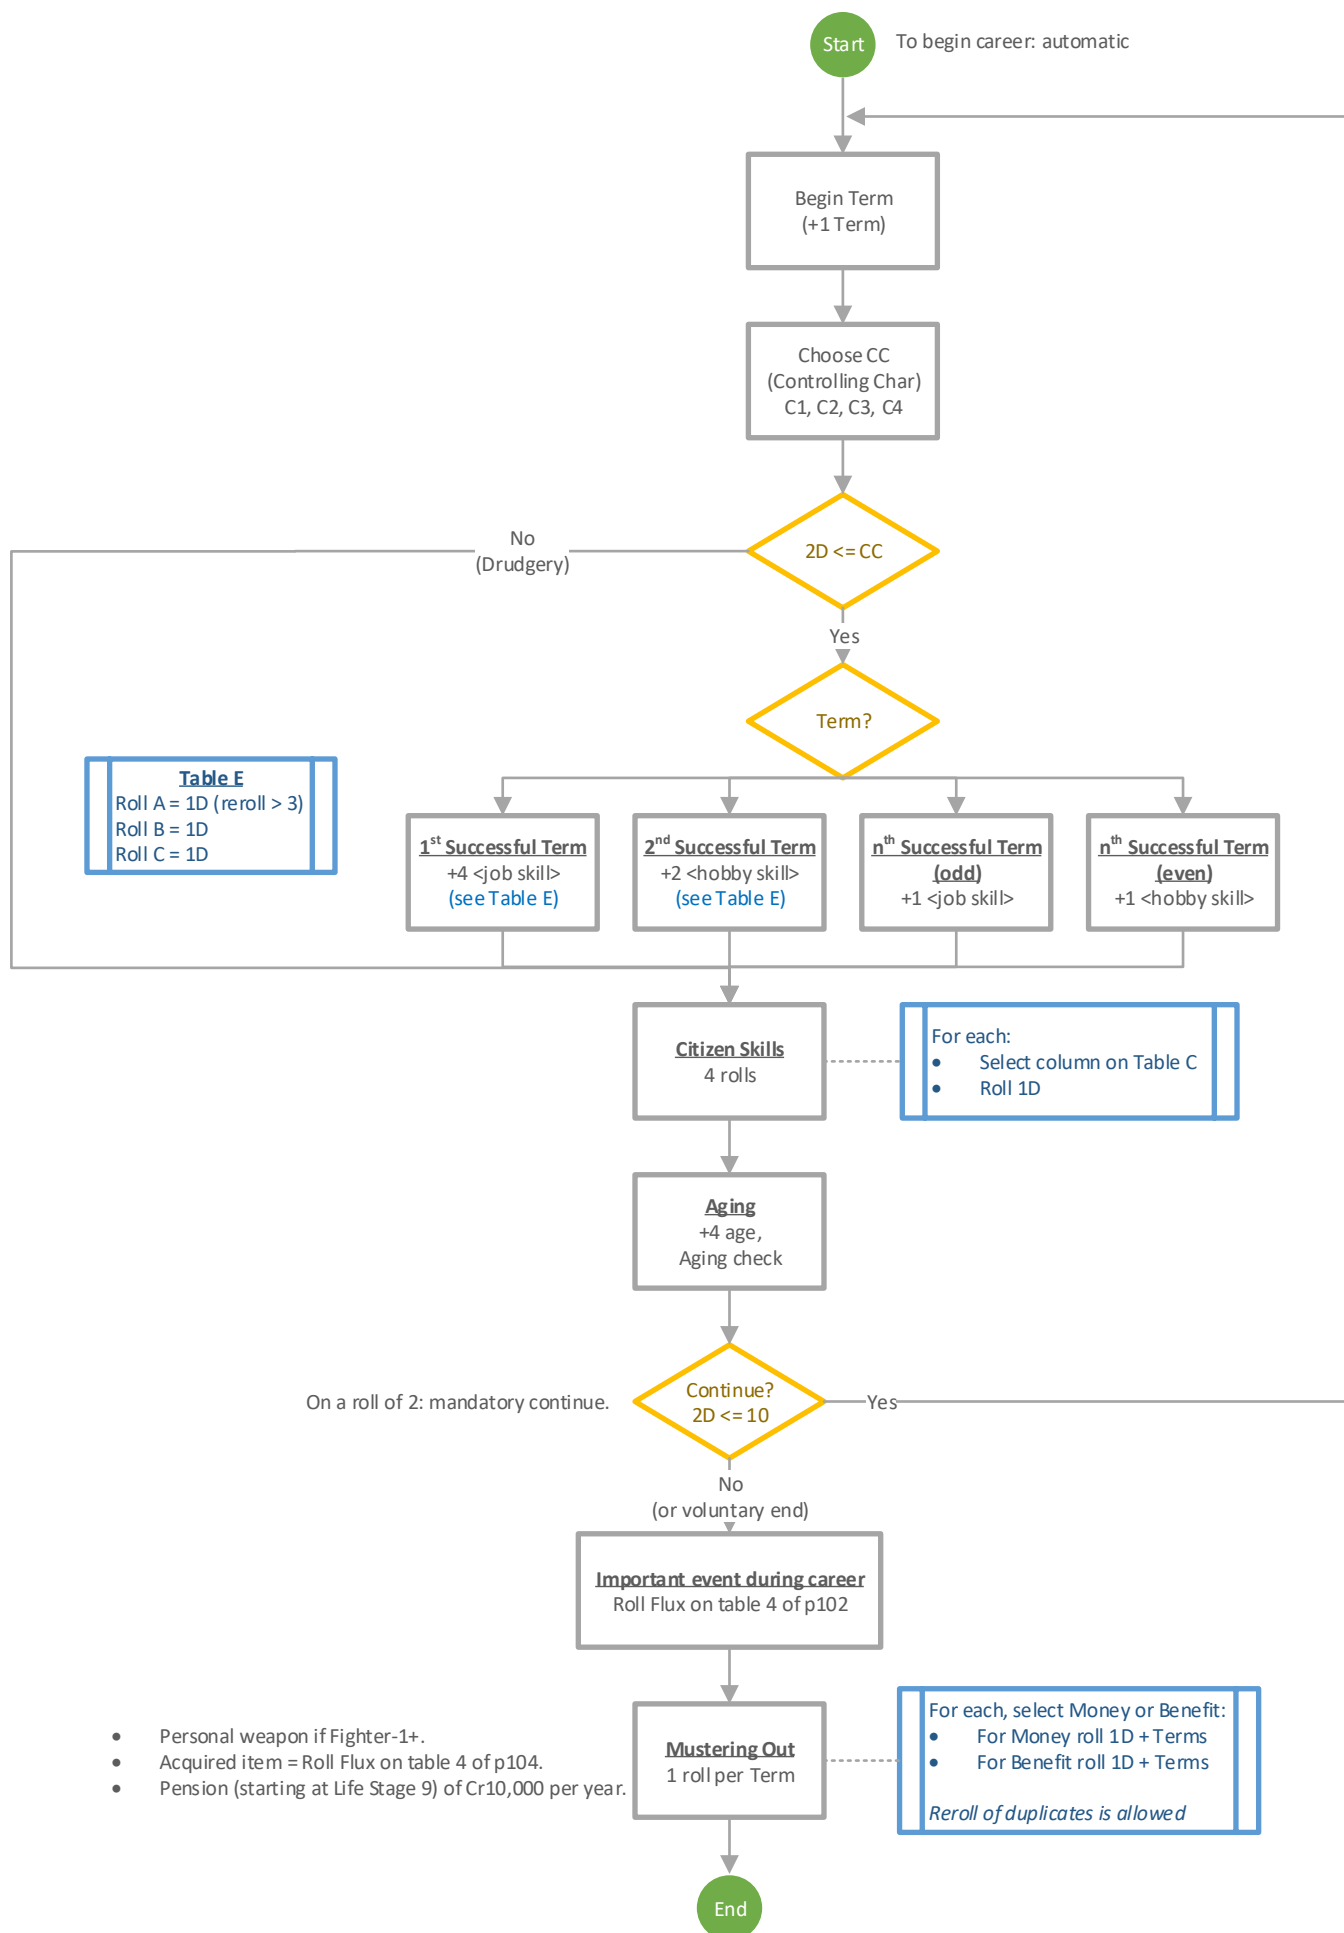 Start
To begin career: automatic
Begin Term
(+1 Term)
Choose CC
(Controlling Char)
C1, C2, C3, C4
2D <= CC
No
(Drudgery)
Yes
Term?
Table E
Roll A = 1D (reroll > 3)
Roll B = 1D
Roll C = 1D
1st Successful Term
+4 <job skill>
(see Table E)
2nd Successful Term
+2 <hobby skill>
(see Table E)
nth Successful Term
(odd)
+1 <job skill>
nth Successful Term
(even)
+1 <hobby skill>
Citizen Skills
4 rolls
For each:
• Select column on Table C
• Roll 1D
Aging
+4 age,
Aging check
On a roll of 2: mandatory continue.
Continue?
2D <= 10
Yes
No
(or voluntary end)
Important event during career
Roll Flux on table 4 of p102
• Personal weapon if Fighter-1+.
• Acquired item = Roll Flux on table 4 of p104.
• Pension (starting at Life Stage 9) of Cr10,000 per year.
Mustering Out
1 roll per Term
For each, select Money or Benefit:
• For Money roll 1D + Terms
• For Benefit roll 1D + Terms
Reroll of duplicates is allowed
End